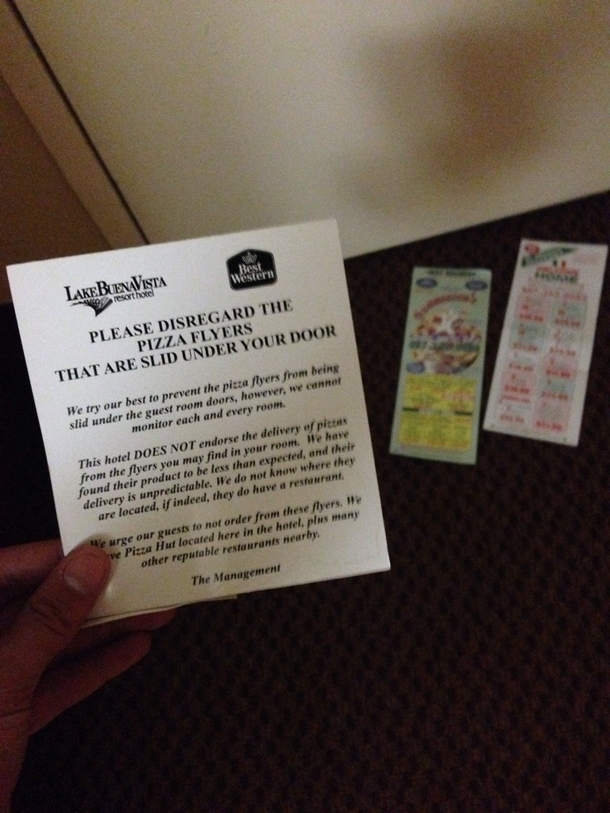 LAKE BUENA VISTA
resort hotel
Best
Western
PLEASE DISREGARD THE
PIZZA FLYERS
THAT ARE SLID UNDER YOUR DOOR
We try our best to prevent the pizza flyers from being
slid under the guest room doors, however, we cannot
monitor each and every room.
This hotel DOES NOT endorse the delivery of pizzas
from the flyers you may find in your room. We have
found their product to be less than expected, and their
delivery is unpredictable. We do not know where they
are located, if indeed, they do have a restaurant.
We urge our guests to not order from these flyers. We
ve Pizza Hut located here in the hotel, plus many
other reputable restaurants nearby.
The Management